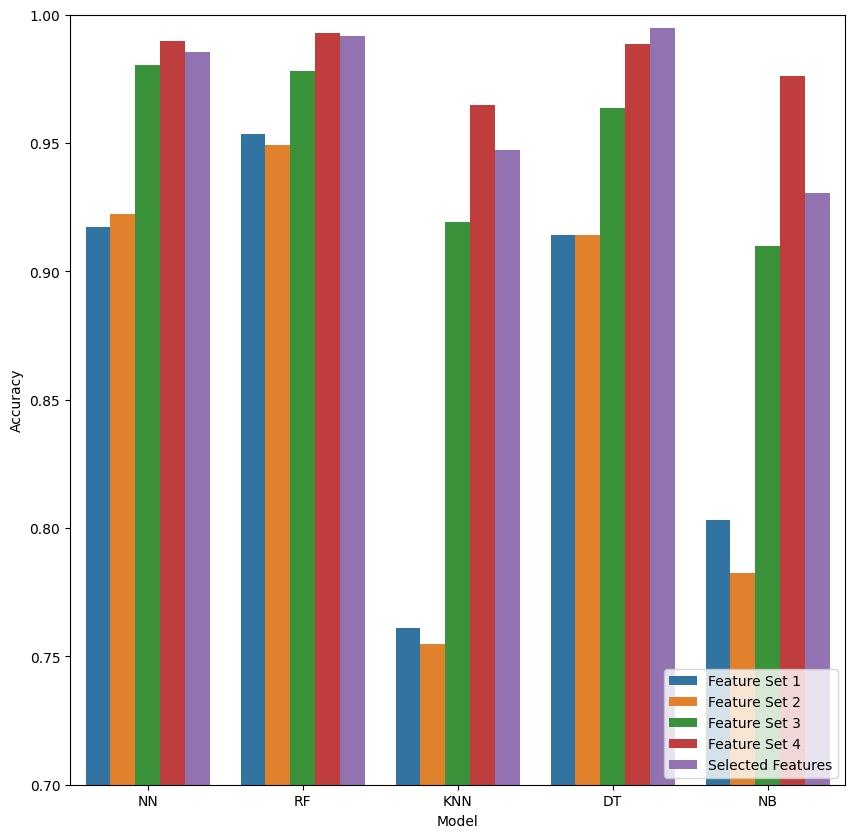 1.00
0.95
0.90
0.85
0.80
0.75
0.70
Accuracy
NN RF KNN DT NB
Model
Feature Set 1
Feature Set 2
Feature Set 3
Feature Set 4
Selected Features